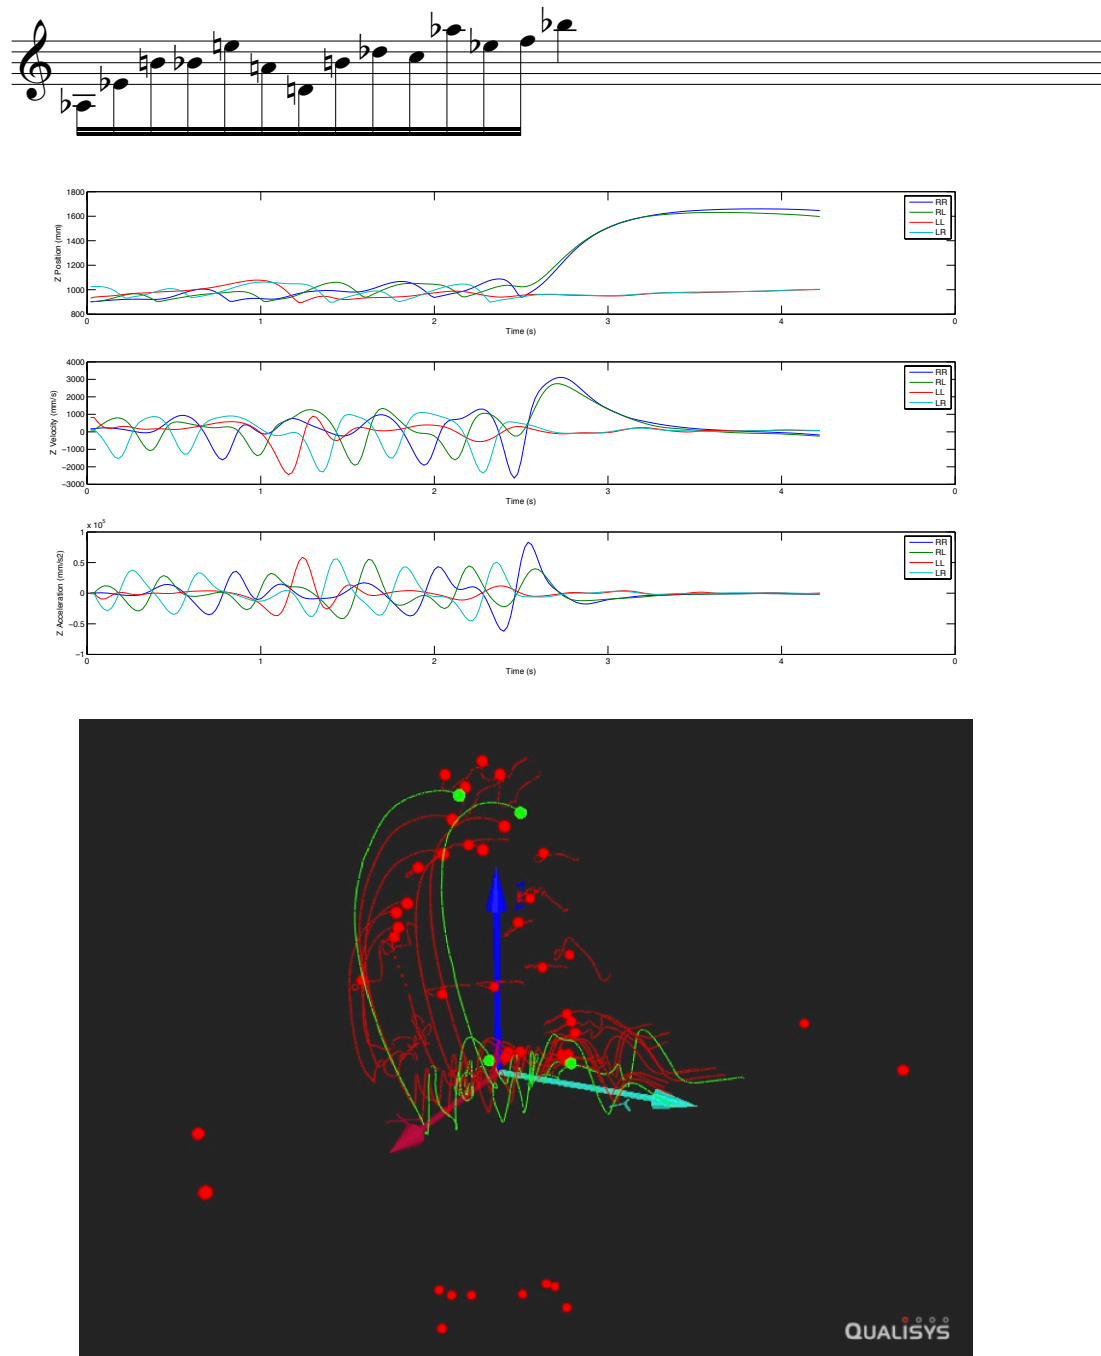 1800
1600
1400
1200
1000
800
Z Position (mm)
RR
RL
LL
LR
0 1 2 3 4 0
Time (s)
4000
3000
2000
1000
0
−1000
−2000
−3000
Z Velocity (mm/s)
RR
RL
LL
LR
0 1 2 3 4 0
Time (s)
x 10⁵
1
0.5
0
−0.5
−1
Z Acceleration (mm/s2)
RR
RL
LL
LR
0 1 2 3 4 0
Time (s)
QUALISYS